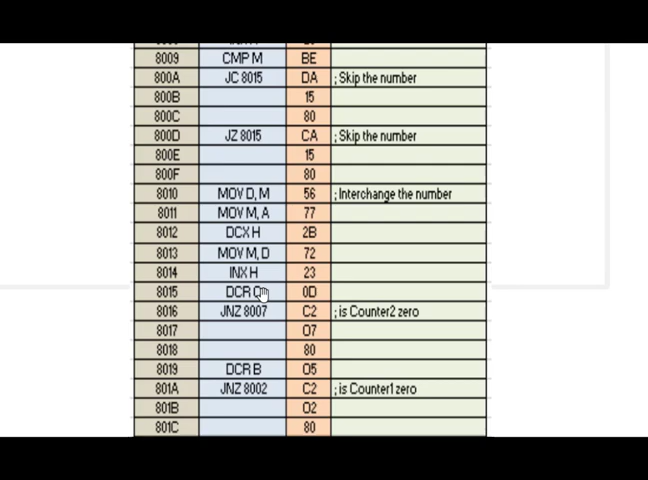 8009 CMP M BE
800A JC 8015 DA ; Skip the number
800B 15
800C 80
800D JZ 8015 CA ; Skip the number
800E 15
800F 80
8010 MOV D, M 56 ; Interchange the number
8011 MOV M, A 77
8012 DCX H 2B
8013 MOV M, D 72
8014 INX H 23
8015 DCR C 0D
8016 JNZ 8007 C2 ; is Counter2 zero
8017 07
8018 80
8019 DCR B 05
801A JNZ 8002 C2 ; is Counter1 zero
801B 02
801C 80